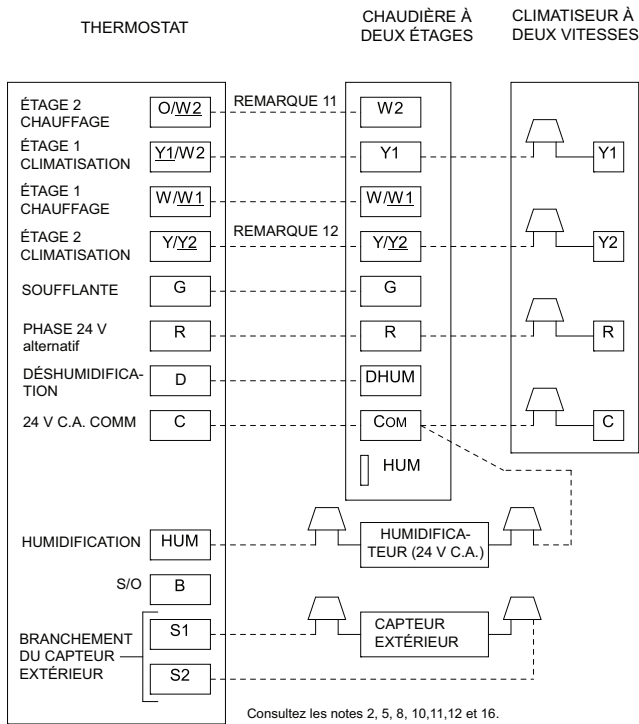 THERMOSTAT
CHAUDIÈRE À
DEUX ÉTAGES
CLIMATISEUR À
DEUX VITESSES
ÉTAGE 2
CHAUFFAGE
O/W2
REMARQUE 11
W2
ÉTAGE 1
CLIMATISATION
Y1/W2
Y1
Y1
ÉTAGE 1
CHAUFFAGE
W/W1
W/W1
ÉTAGE 2
CLIMATISATION
Y/Y2
REMARQUE 12
Y/Y2
Y2
SOUFFLANTE
G
G
PHASE 24 V
alternatif
R
R
R
DÉSHUMIDIFICA-
TION
D
DHUM
24 V C.A. COMM
C
COM
C
HUM
HUMIDIFICATION
HUM
HUMIDIFICA-
TEUR (24 V C.A.)
S/O
B
BRANCHEMENT
DU CAPTEUR
EXTÉRIEUR
S1
CAPTEUR
EXTÉRIEUR
S2
Consultez les notes 2, 5, 8, 10,11,12 et 16.